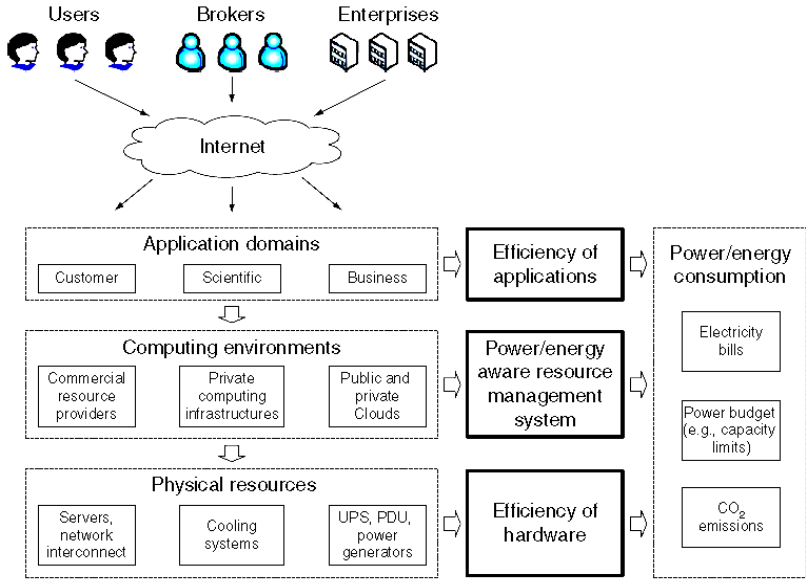 Users
Brokers
Enterprises
Internet
Application domains
Customer
Scientific
Business
Efficiency of
applications
Power/energy
consumption
Electricity
bills
Power budget
(e.g., capacity
limits)
CO2
emissions
Computing environments
Commercial
resource
providers
Private
computing
infrastructures
Public and
private
Clouds
Power/energy
aware resource
management
system
Physical resources
Servers,
network
interconnect
Cooling
systems
UPS, PDU,
power
generators
Efficiency of
hardware